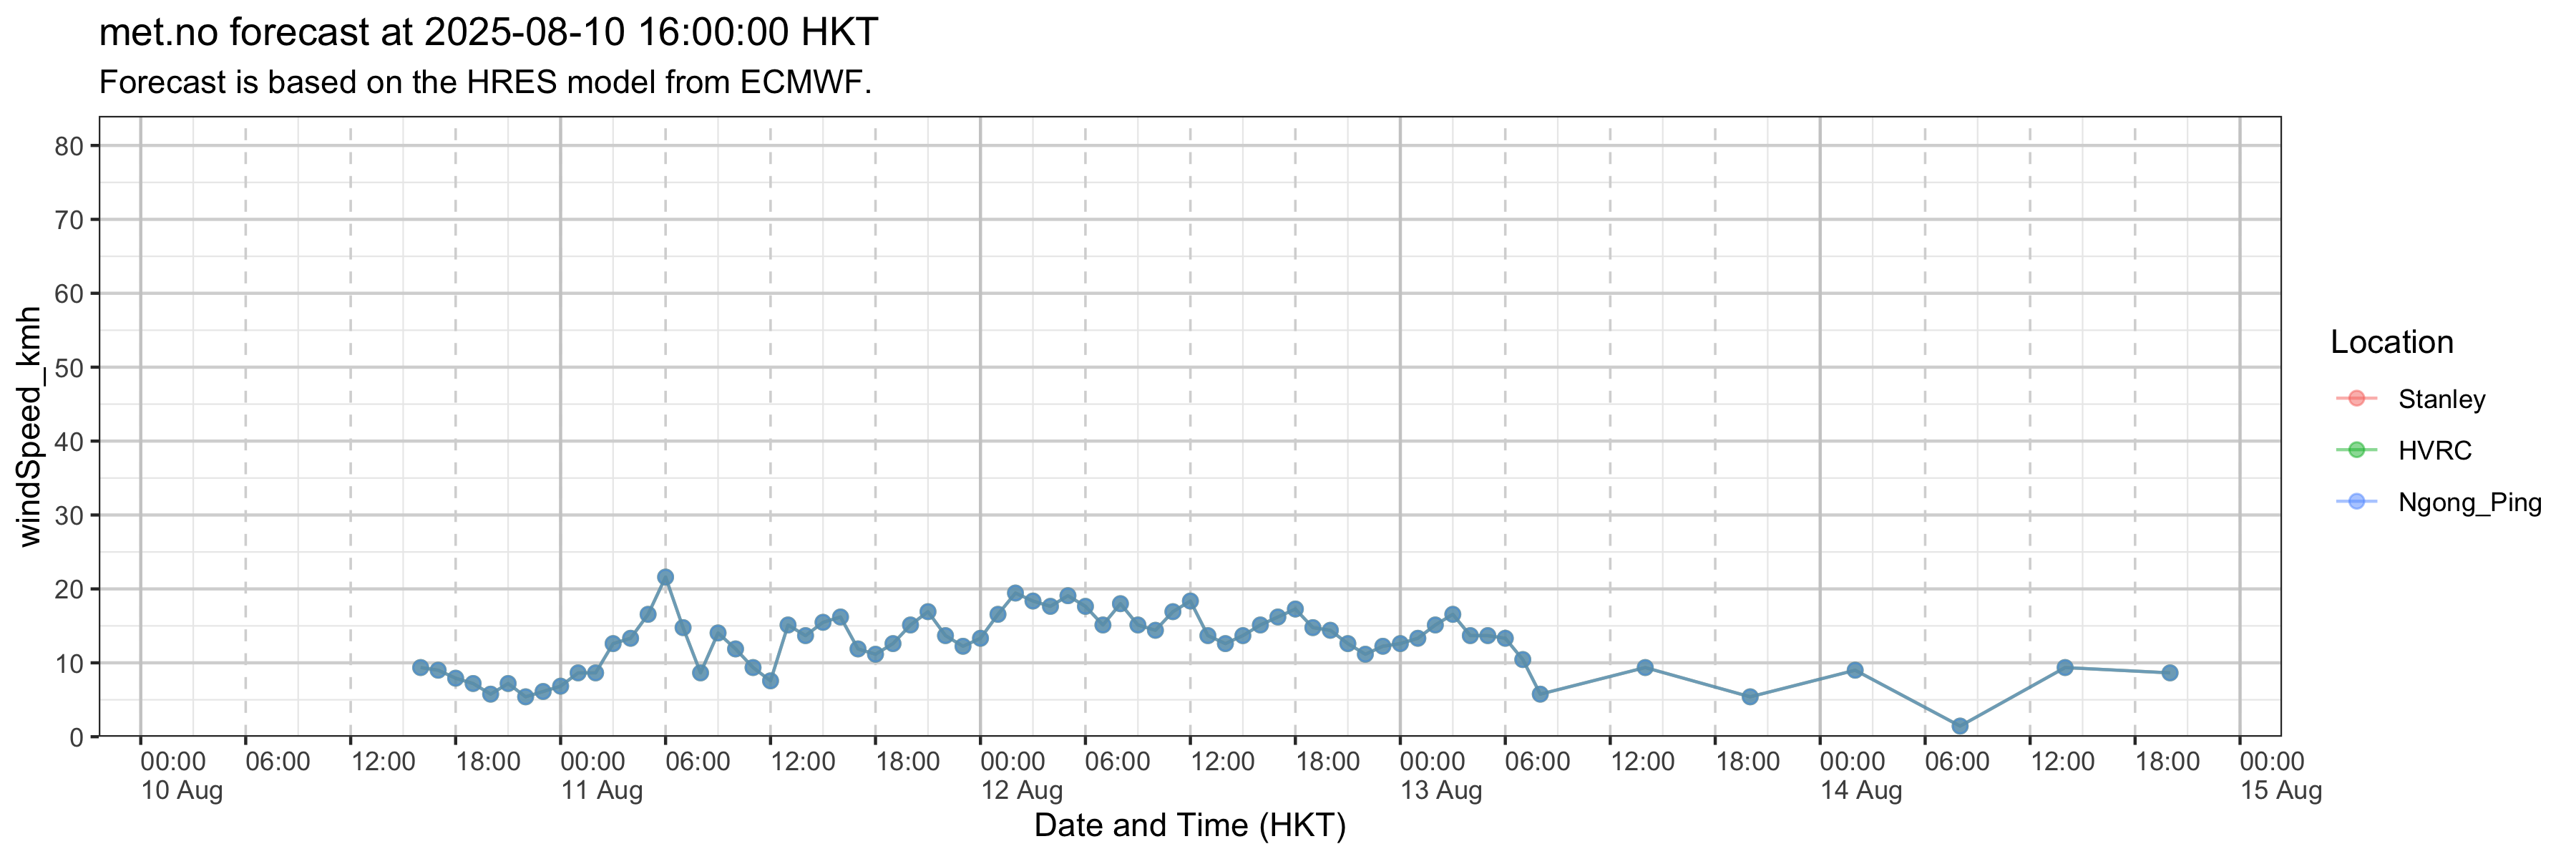 met.no forecast at 2025-08-10 16:00:00 HKT
Forecast is based on the HRES model from ECMWF.
windSpeed_kmh
80
70
60
50
40
30
20
10
0
00:00 06:00 12:00 18:00 00:00 06:00 12:00 18:00 00:00 06:00 12:00 18:00 00:00 06:00 12:00 18:00 00:00 06:00 12:00 18:00 00:00
10 Aug 11 Aug 12 Aug 13 Aug 14 Aug 15 Aug
Date and Time (HKT)
Location
Stanley
HVRC
Ngong_Ping